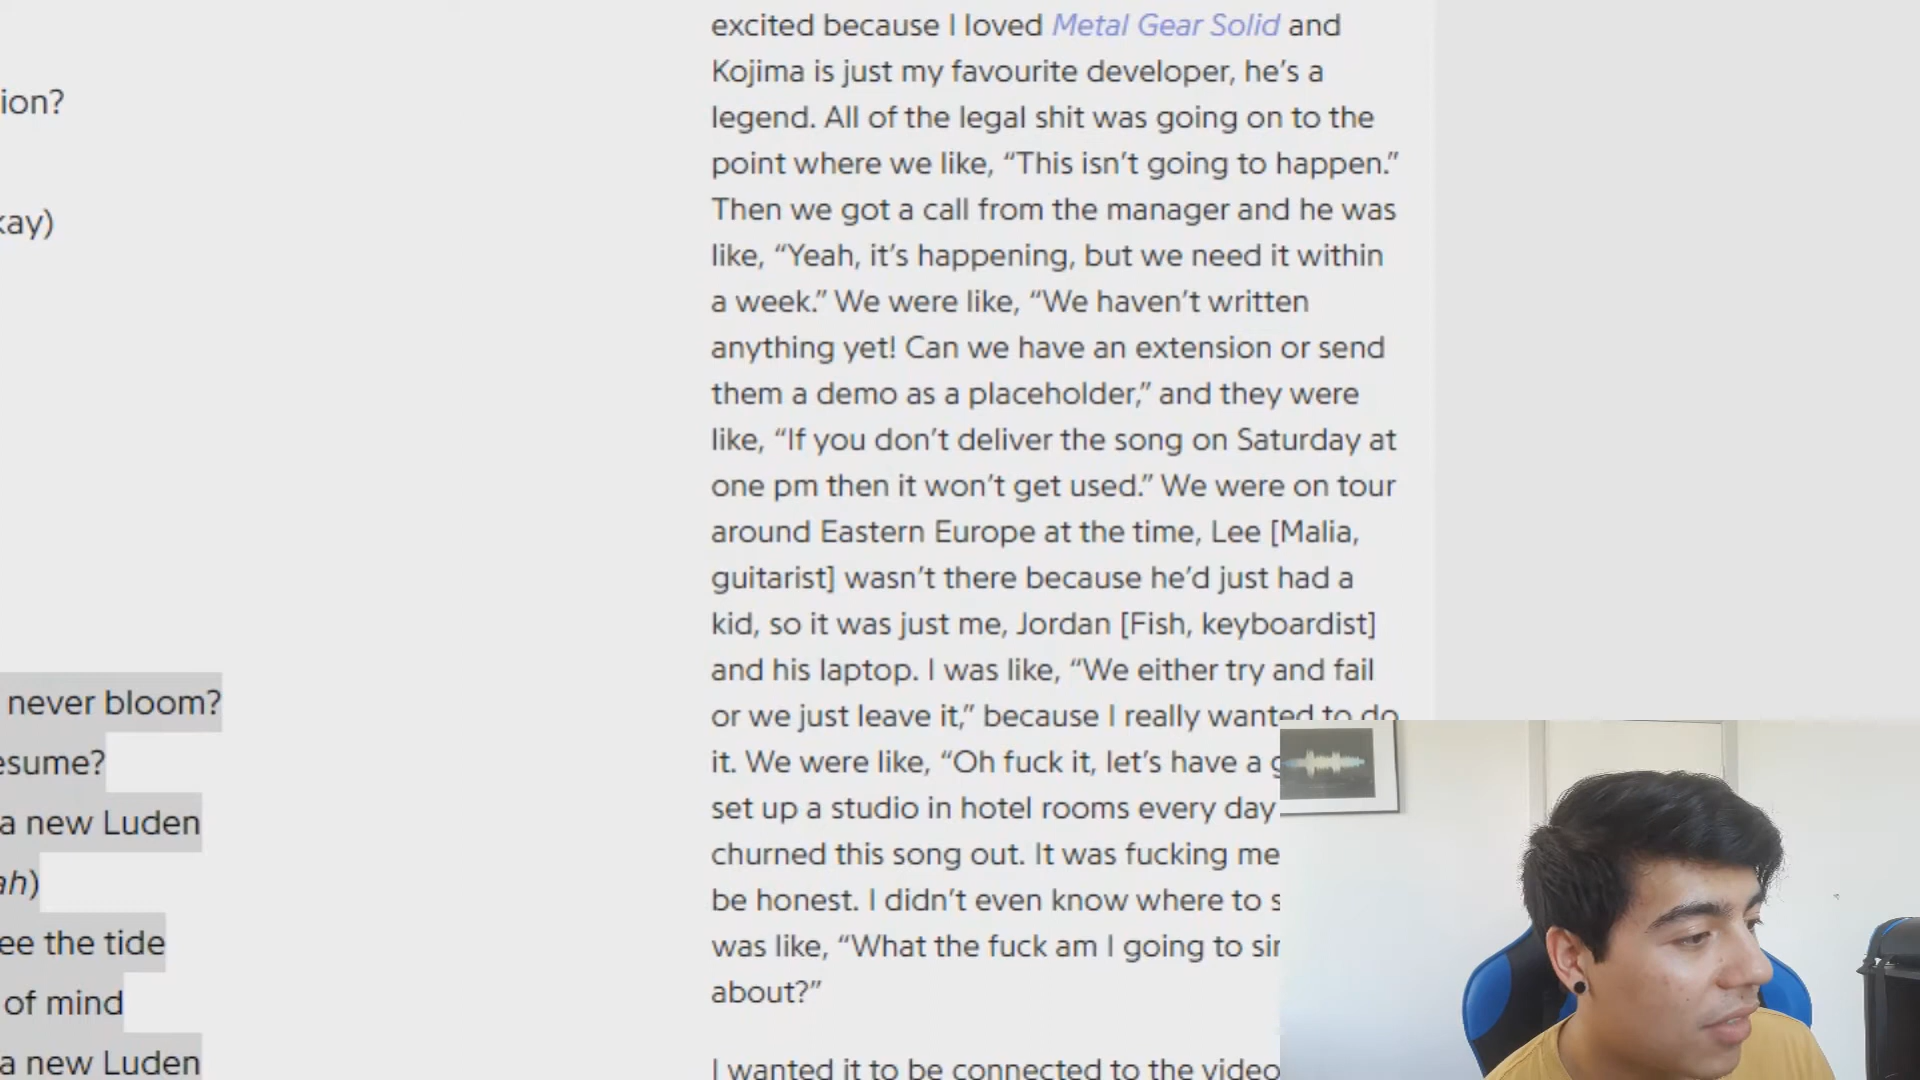 ion?
kay)
never bloom?
esume?
a new Luden
ah)
ee the tide
of mind
a new Luden
excited because I loved Metal Gear Solid and
Kojima is just my favourite developer, he’s a
legend. All of the legal shit was going on to the
point where we like, “This isn’t going to happen.”
Then we got a call from the manager and he was
like, “Yeah, it’s happening, but we need it within
a week.” We were like, “We haven’t written
anything yet! Can we have an extension or send
them a demo as a placeholder,” and they were
like, “If you don’t deliver the song on Saturday at
one pm then it won’t get used.” We were on tour
around Eastern Europe at the time, Lee [Malia,
guitarist] wasn’t there because he’d just had a
kid, so it was just me, Jordan [Fish, keyboardist]
and his laptop. I was like, “We either try and fail
or we just leave it,” because I really wanted to do
it. We were like, “Oh fuck it, let’s have a
set up a studio in hotel rooms every day
churned this song out. It was fucking me
be honest. I didn’t even know where to s
was like, “What the fuck am I going to sin
about?”
I wanted it to be connected to the video